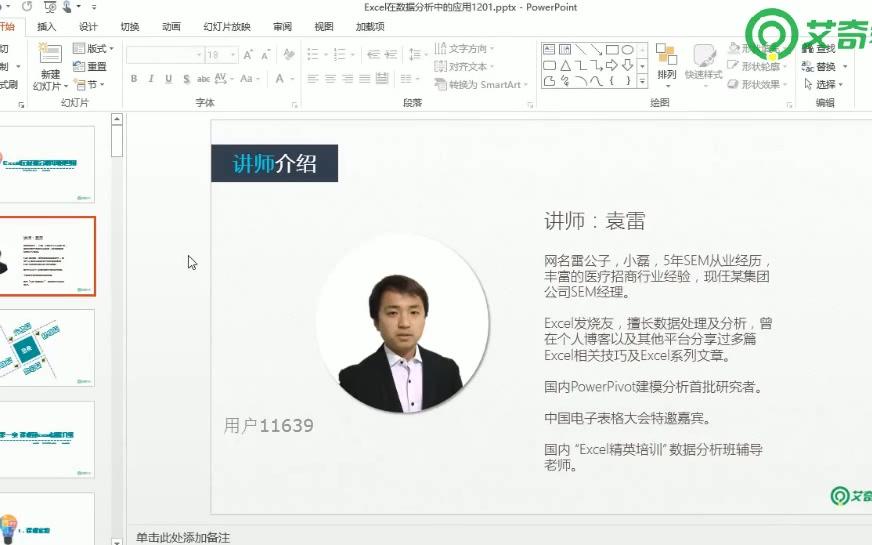 Excel在数据分析中的应用1201.pptx - PowerPoint
开始 插入 设计 切换 动画 幻灯片放映 审阅 视图 加载项
艾奇
版式
重置
节
新建
幻灯片
幻灯片
18
B I U S abc AV Aa A
字体
文字方向
对齐文本
转换为 SmartArt
段落
排列
快速样式
形状轮廓
形状效果
绘图
查找
替换
选择
编辑
讲师介绍
讲师：袁雷
网名雷公子，小磊，5年SEM从业经历，
丰富的医疗招商行业经验，现任某集团
公司SEM经理。
Excel发烧友，擅长数据处理及分析，曾
在个人博客以及其他平台分享过多篇
Excel相关技巧及Excel系列文章。
国内PowerPivot建模分析首批研究者。
中国电子表格大会特邀嘉宾。
国内 “Excel精英培训” 数据分析班辅导
老师。
用户11639
艾奇
单击此处添加备注